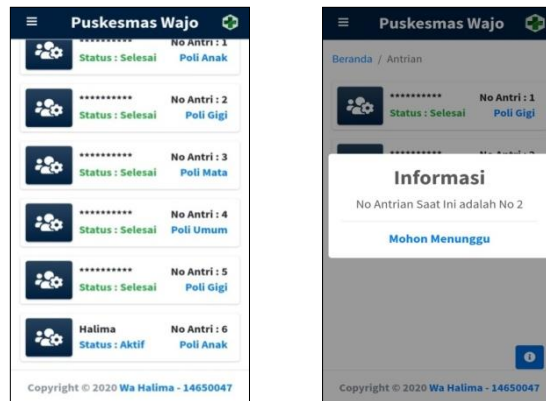 Puskesmas Wajo
********** No Antri : 1
Status : Selesai Poli Anak
********** No Antri : 2
Status : Selesai Poli Gigi
********** No Antri : 3
Status : Selesai Poli Mata
********** No Antri : 4
Status : Selesai Poli Umum
********** No Antri : 5
Status : Selesai Poli Gigi
Halima No Antri : 6
Status : Aktif Poli Anak
Copyright © 2020 Wa Halima - 14650047
Puskesmas Wajo
Beranda / Antrian
********** No Antri : 1
Status : Selesai Poli Gigi
********** No Antri : 2
Informasi
No Antrian Saat Ini adalah No 2
Mohon Menunggu
Copyright © 2020 Wa Halima - 14650047